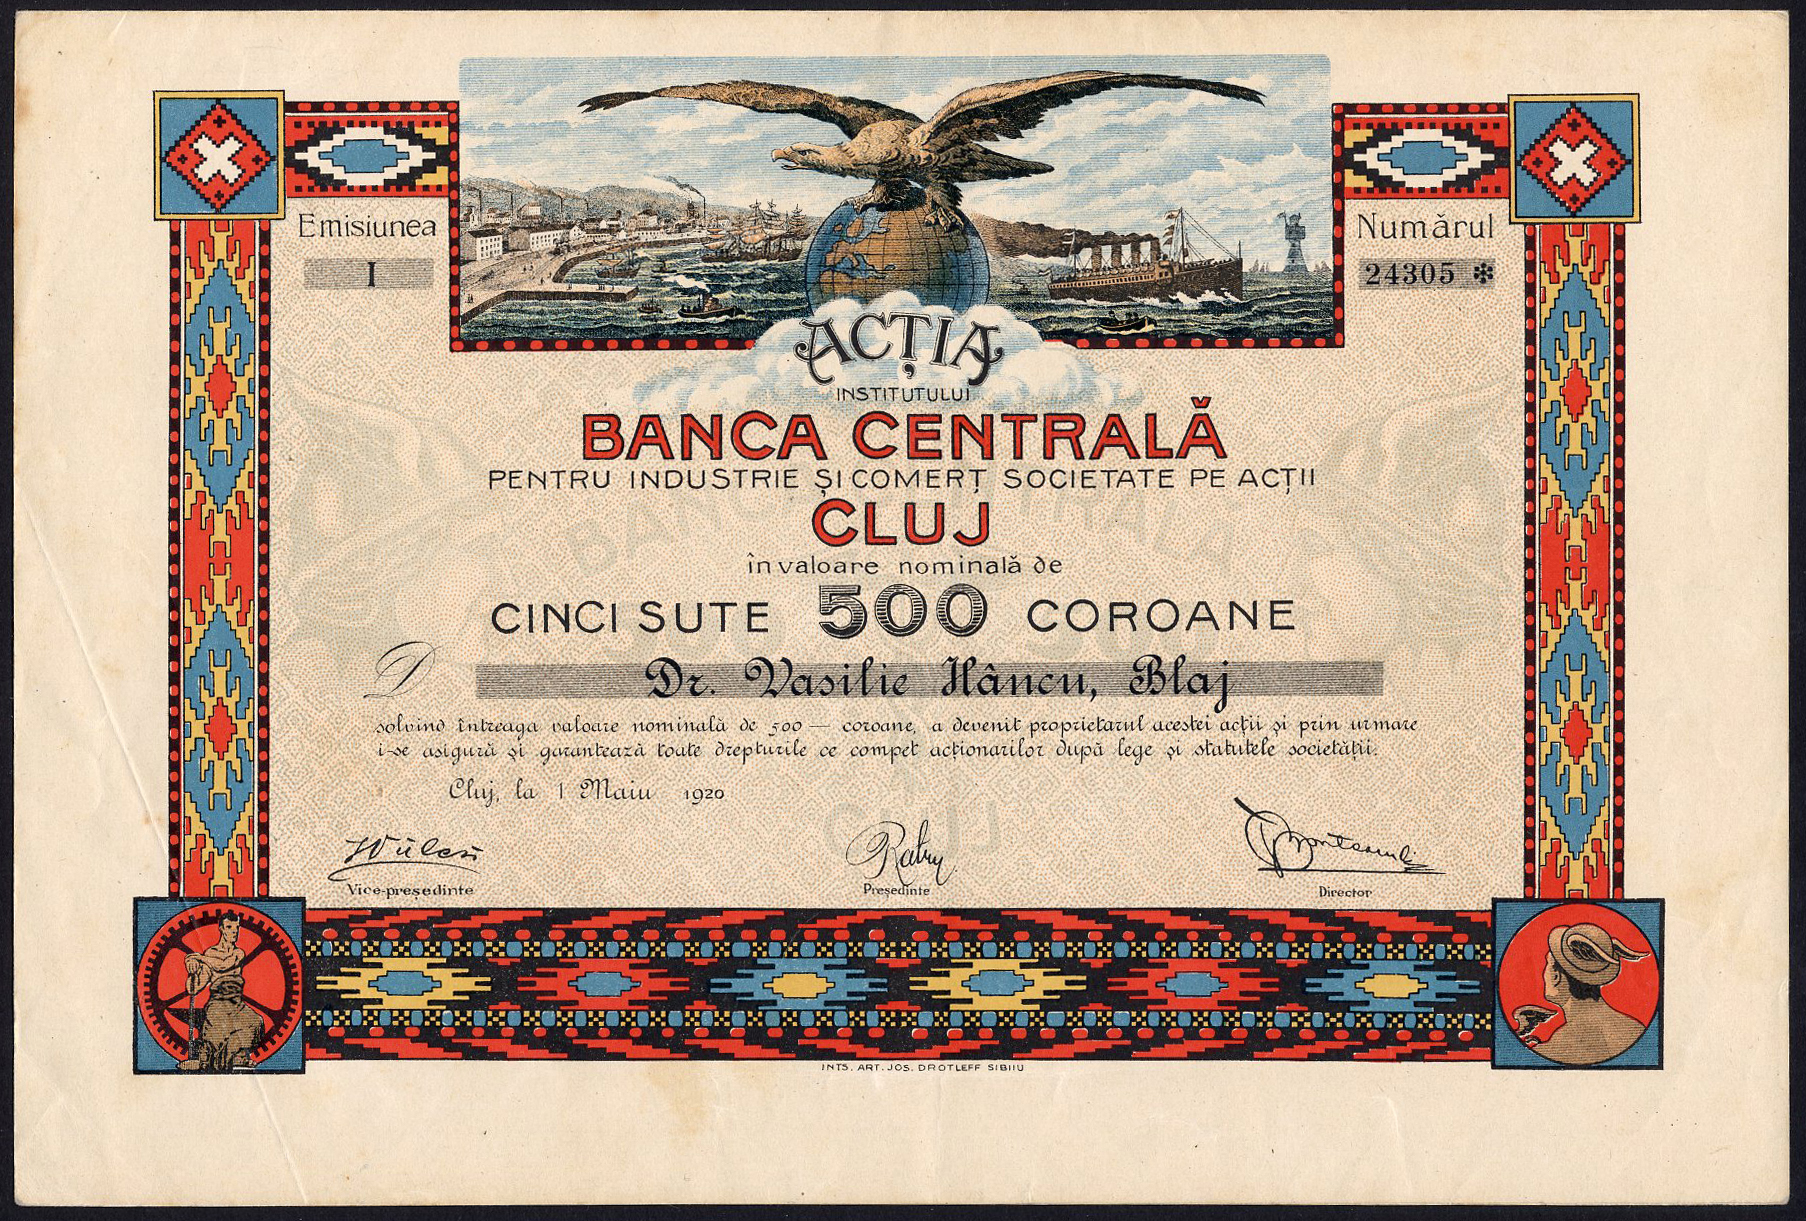 Emisiunea
I
Numărul
24305 ✻
ACȚIA
INSTITUTULUI
BANCA CENTRALĂ
PENTRU INDUSTRIE ȘI COMERȚ SOCIETATE PE ACȚII
CLUJ
în valoare nominală de
CINCI SUTE 500 COROANE
D
Dr. Vasilie Hâncu, Blaj
solvind întreaga valoare nominală de 500 — coroane, a devenit proprietarul acestei acții și prin urmare
i-se asigură și garantează toate drepturile ce compet acționarilor după lege și statutele societății.
Cluj, la 1 Maiu 1920
Vice-președinte
Președinte
Director
INTS. ART. JOS. DROTLEFF SIBIIU